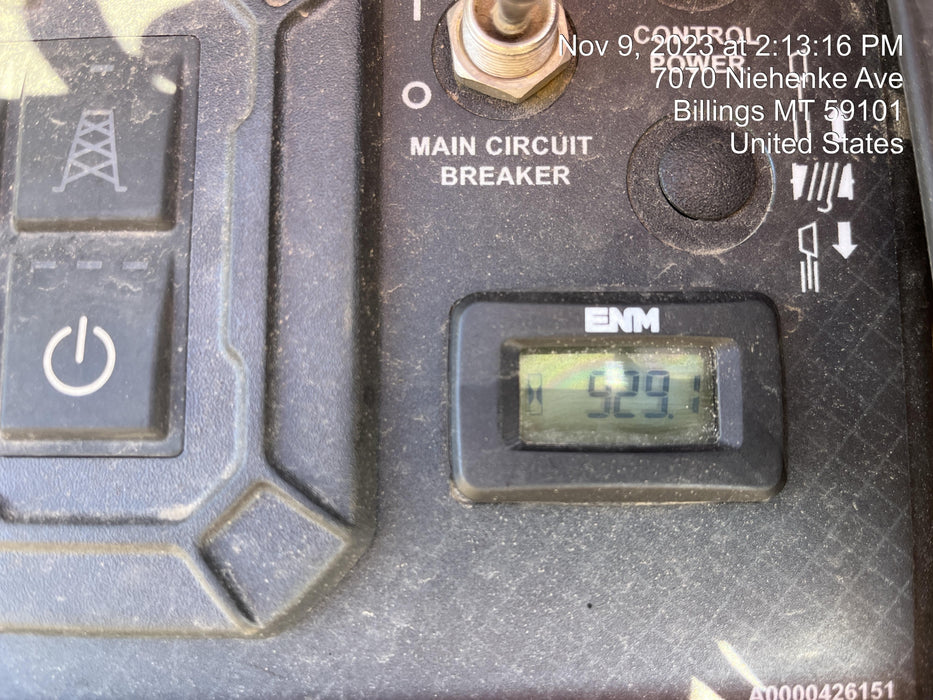 Nov 9, 2023 at 2:13:16 PM
7070 Niehenke Ave
Billings MT 59101
United States
CONTROL
POWER
I
O
MAIN CIRCUIT
BREAKER
ENM
929.1
A0000426151